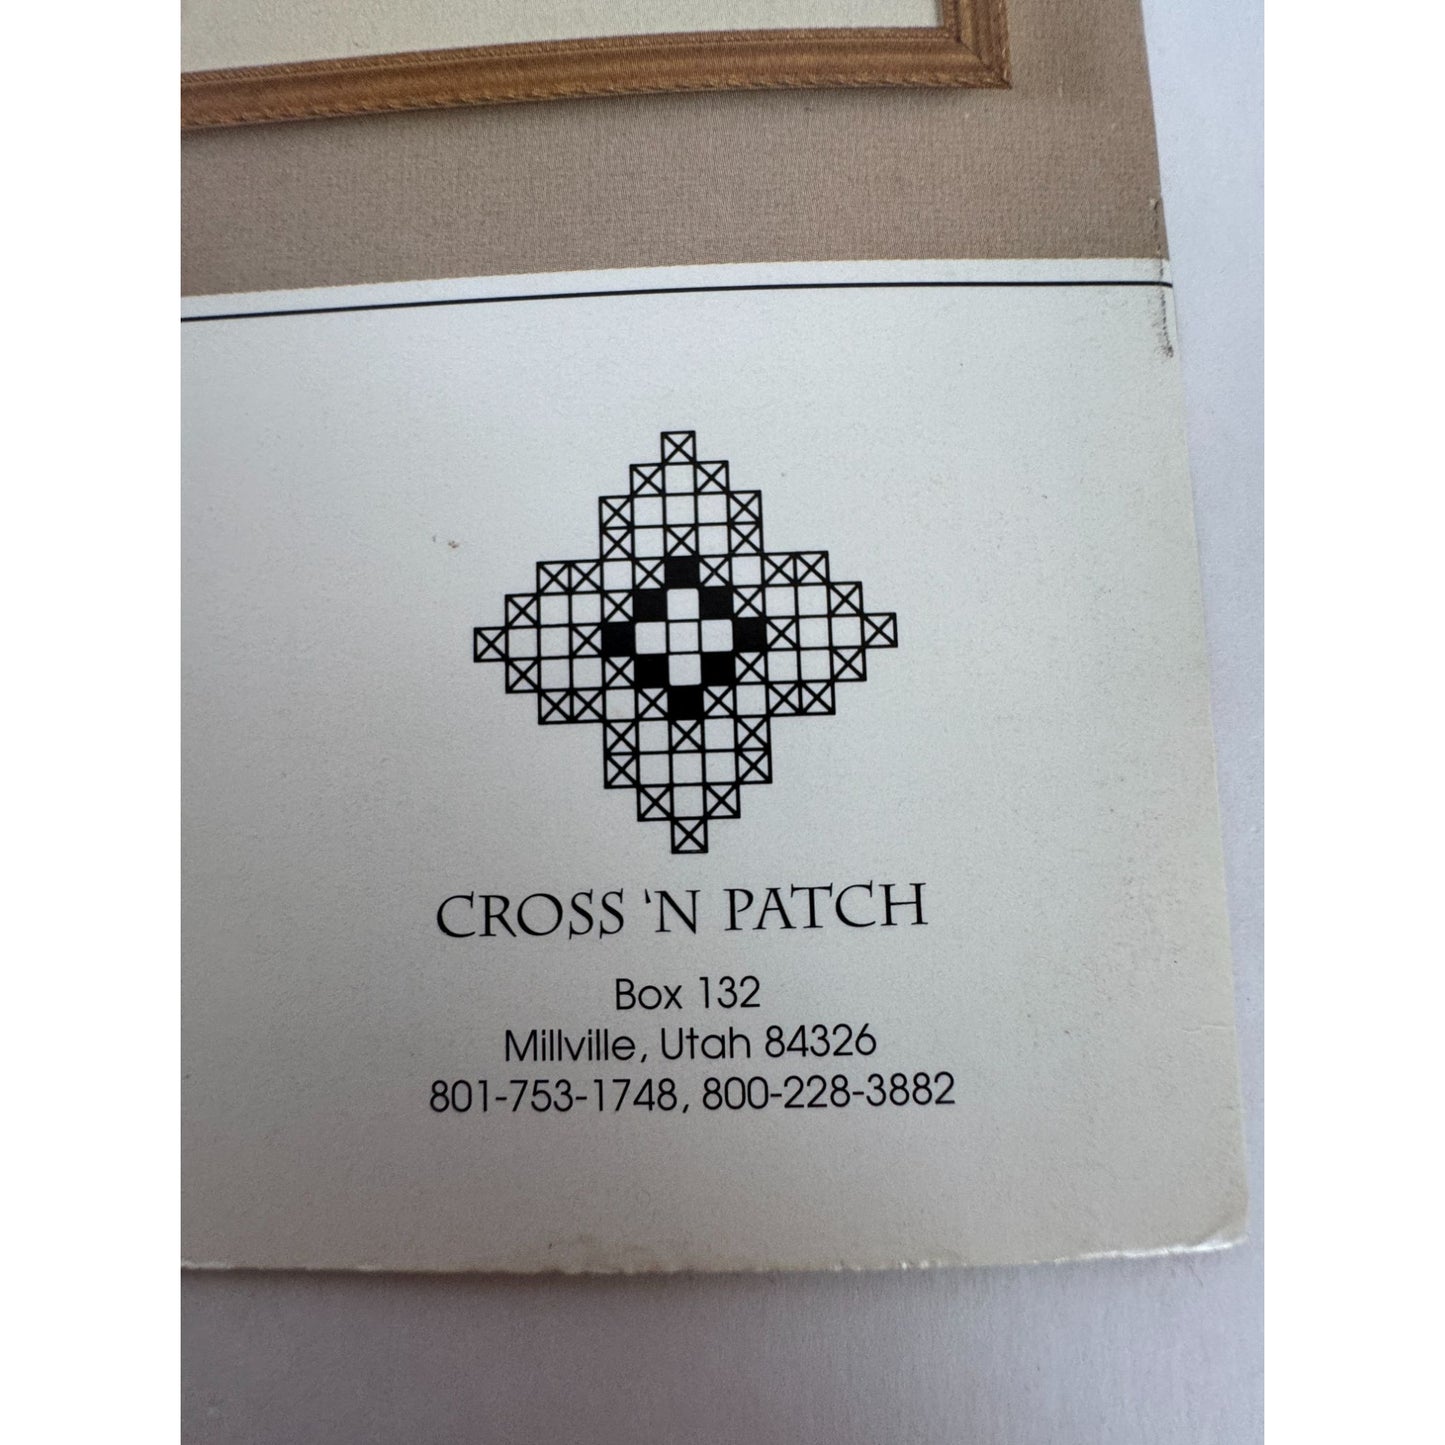 CROSS 'N PATCH
Box 132
Millville, Utah 84326
801-753-1748, 800-228-3882